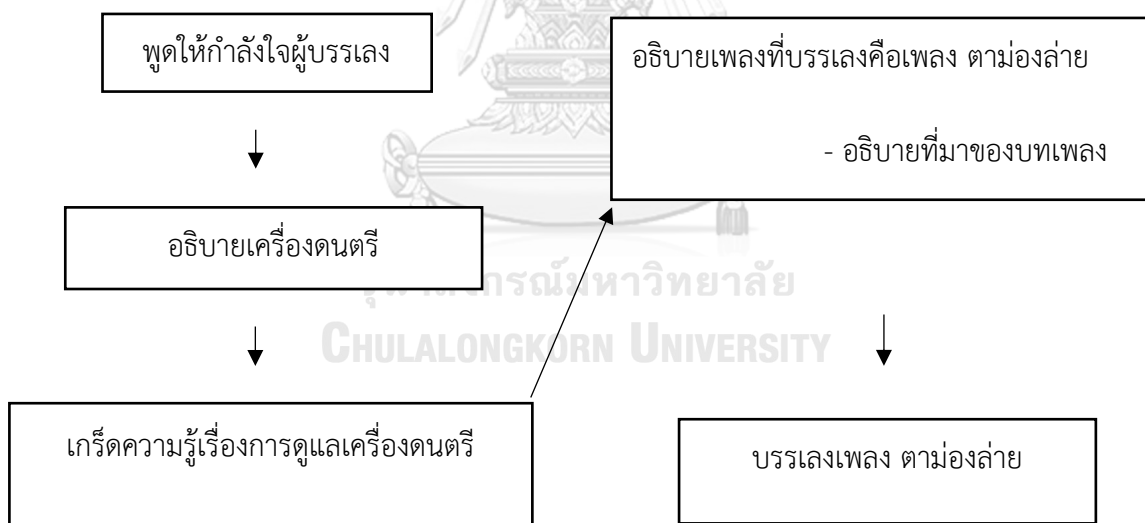 พูดให้กำลังใจผู้บรรเลง
อธิบายเครื่องดนตรี
เกร็ดความรู้เรื่องการดูแลเครื่องดนตรี
อธิบายเพลงที่บรรเลงคือเพลง ตาม่องล่าย
- อธิบายที่มาของบทเพลง
บรรเลงเพลง ตาม่องล่าย
CHULALONGKORN UNIVERSITY